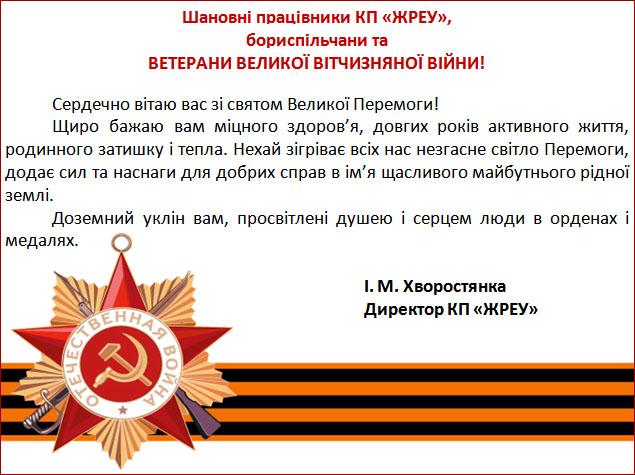 Шановні працівники КП «ЖРЕУ»,
бориспільчани та
ВЕТЕРАНИ ВЕЛИКОЇ ВІТЧИЗНЯНОЇ ВІЙНИ!
Сердечно вітаю вас зі святом Великої Перемоги!
Щиро бажаю вам міцного здоров’я, довгих років активного життя,
родинного затишку і тепла. Нехай зігріває всіх нас незгасне світло Перемоги,
додає сил та наснаги для добрих справ в ім’я щасливого майбутнього рідної
землі.
Доземний уклін вам, просвітлені душею і серцем люди в орденах і
медалях.
І. М. Хворостянка
Директор КП «ЖРЕУ»
ОТЕЧЕСТВЕННАЯ ВОЙНА